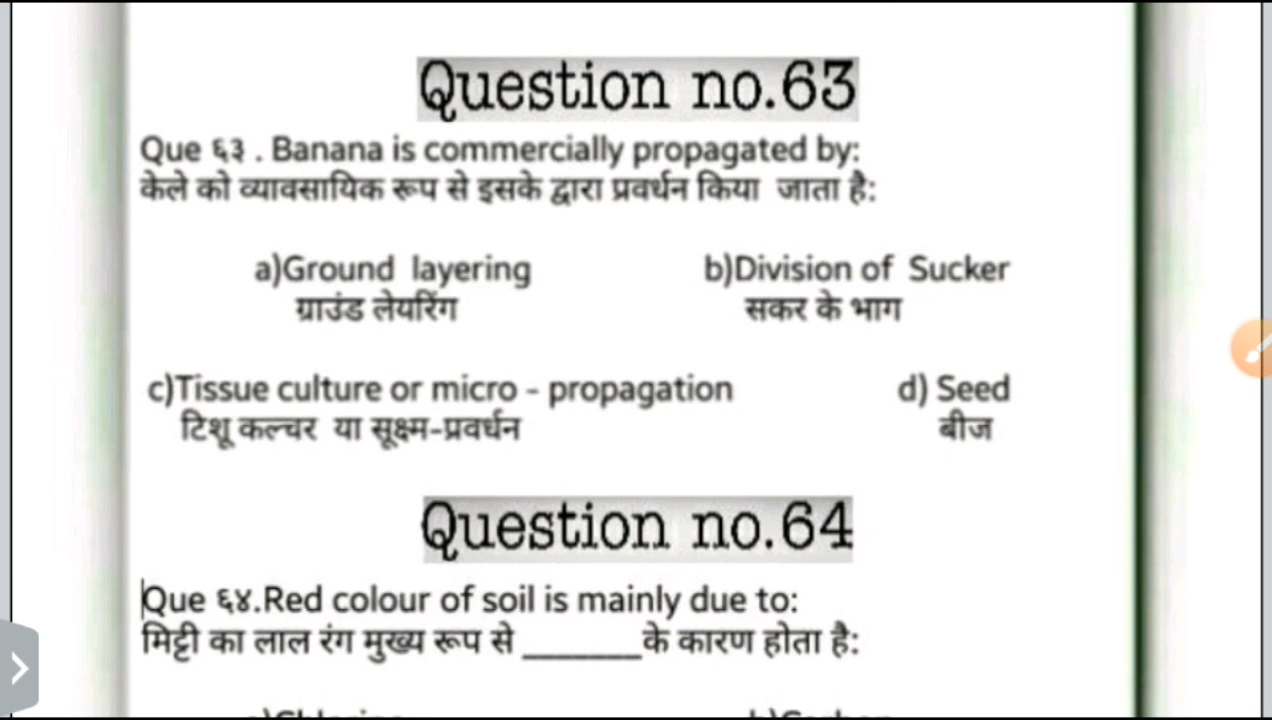 Question no.63
Que ६३ . Banana is commercially propagated by:
केले को व्यावसायिक रूप से इसके द्वारा प्रवर्धन किया जाता है:
a)Ground layering b)Division of Sucker
ग्राउंड लेयरिंग सकर के भाग
c)Tissue culture or micro - propagation d) Seed
टिशू कल्चर या सूक्ष्म-प्रवर्धन बीज
Question no.64
Que ६४.Red colour of soil is mainly due to:
मिट्टी का लाल रंग मुख्य रूप से _______के कारण होता है: